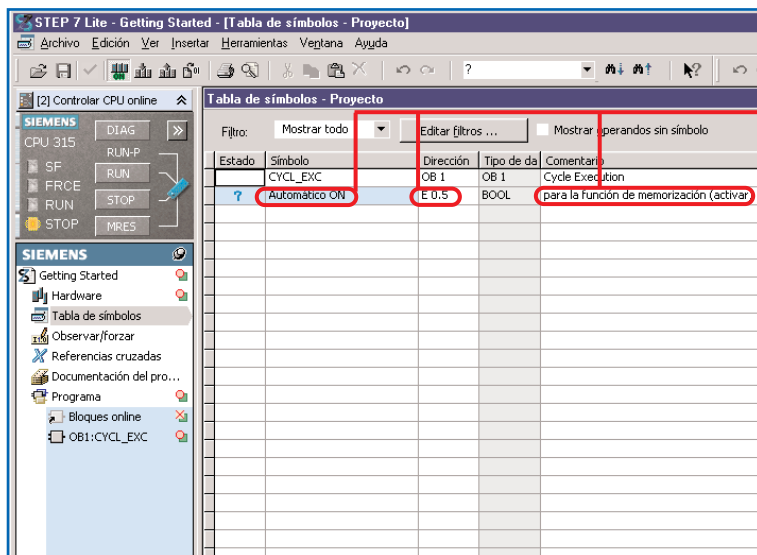 STEP 7 Lite - Getting Started - [Tabla de símbolos - Proyecto]
Archivo Edición Ver Insertar Herramientas Ventana Ayuda
?
[2] Controlar CPU online
SIEMENS
CPU 315
SF
FRCE
RUN
STOP
DIAG
RUN-P
RUN
STOP
MRES
SIEMENS
Getting Started
Hardware
Tabla de símbolos
Observar/forzar
Referencias cruzadas
Documentación del pro...
Programa
Bloques online
OB1:CYCL_EXC
Tabla de símbolos - Proyecto
Filtro: Mostrar todo Editar filtros ... Mostrar operandos sin símbolo
Estado Símbolo Dirección Tipo de da Comentario
CYCL_EXC OB 1 OB 1 Cycle Execution
? Automático ON E 0.5 BOOL para la función de memorización (activar)